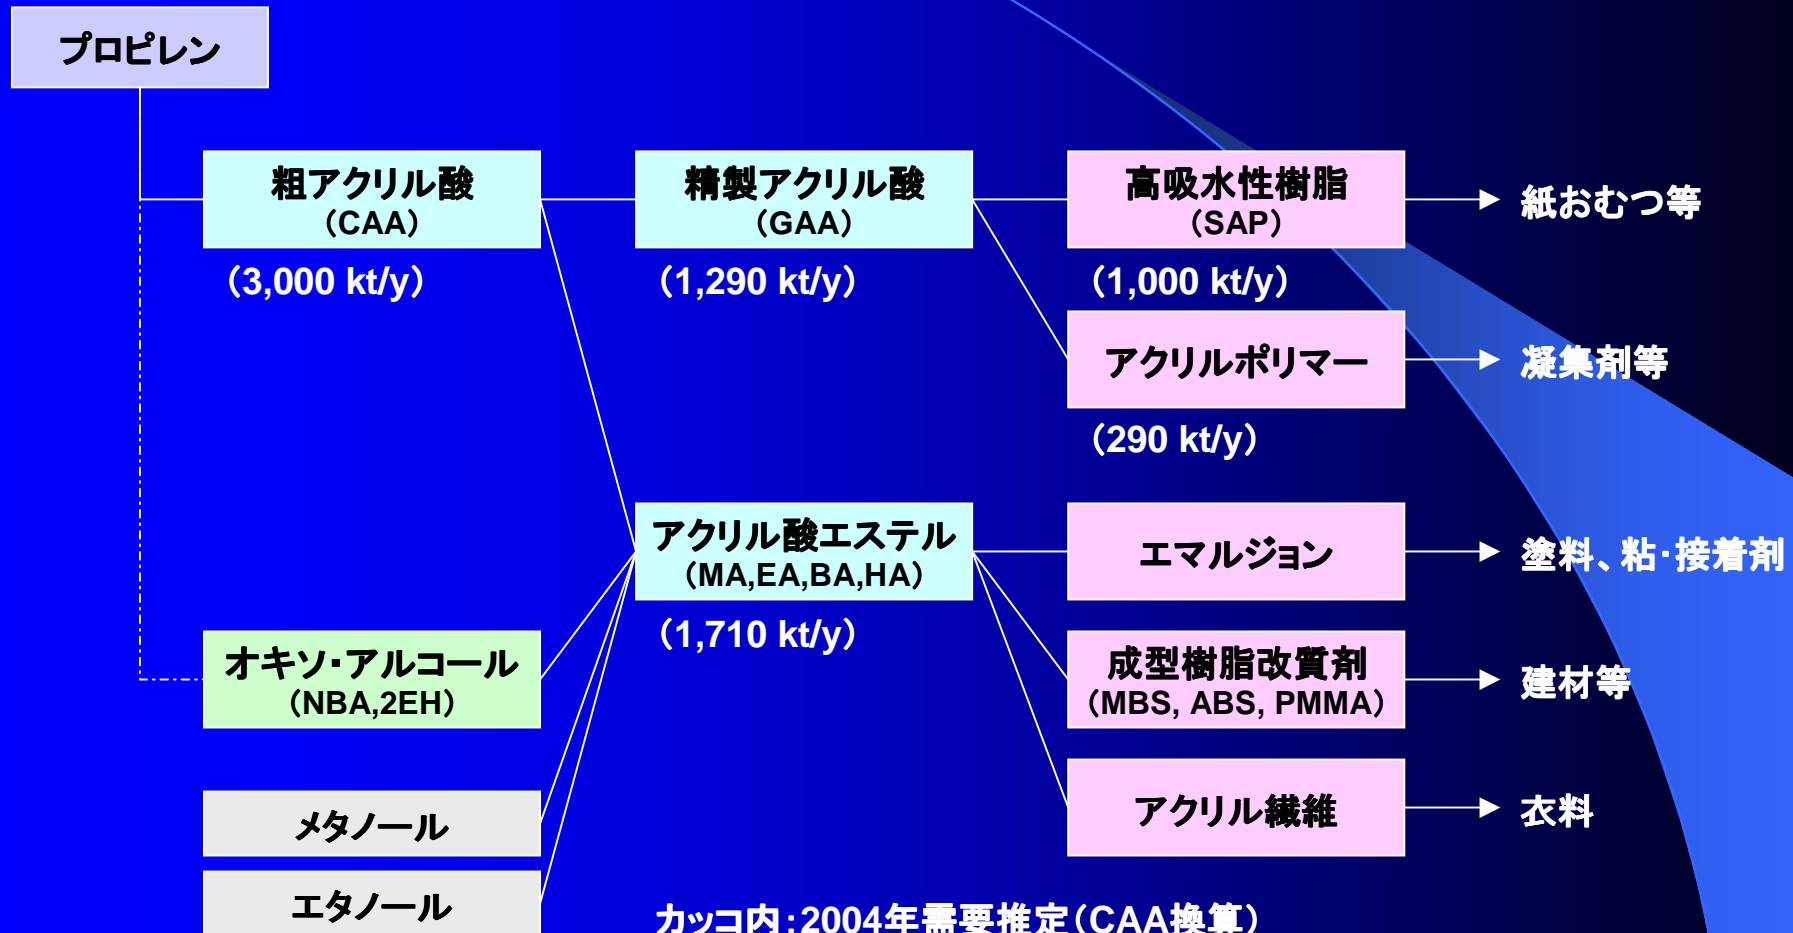 プロピレン
粗アクリル酸
（CAA）
（3,000 kt/y）
精製アクリル酸
（GAA）
（1,290 kt/y）
高吸水性樹脂
（SAP）
（1,000 kt/y）
紙おむつ等
アクリルポリマー
（290 kt/y）
凝集剤等
アクリル酸エステル
（MA,EA,BA,HA）
（1,710 kt/y）
エマルジョン
塗料、粘・接着剤
オキソ・アルコール
（NBA,2EH）
成型樹脂改質剤
（MBS, ABS, PMMA）
建材等
メタノール
アクリル繊維
衣料
エタノール
カッコ内：2004年需要推定（CAA換算）